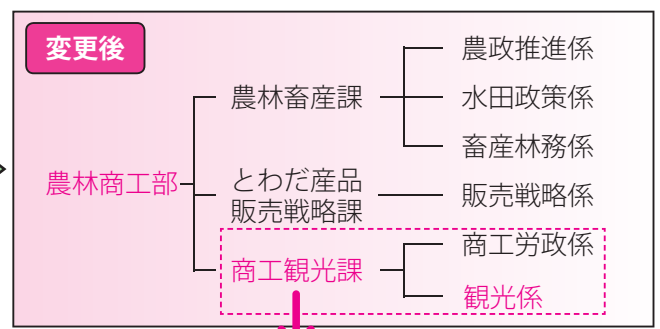 変更後
農林商工部
農林畜産課
農政推進係
水田政策係
畜産林務係
とわだ産品
販売戦略課
販売戦略係
商工観光課
商工労政係
観光係